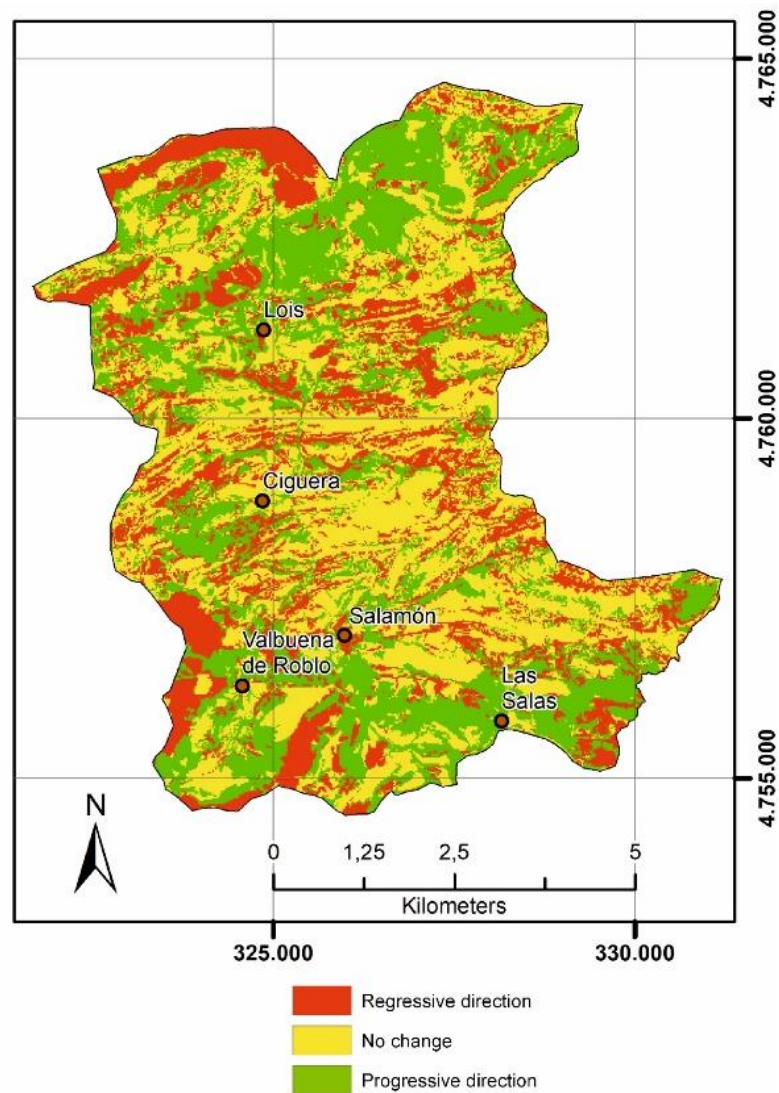 4.765.000
Lois
4.760.000
Ciguera
Salamón
Valbuena
de Roblo
Las
Salas
4.755.000
N
0 1,25 2,5 5
Kilometers
325.000 330.000
Regressive direction
No change
Progressive direction